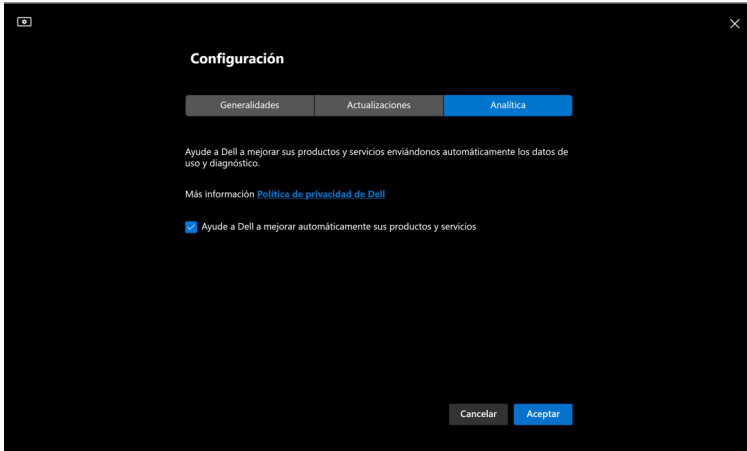 Configuración
Generalidades
Actualizaciones
Analítica
Ayude a Dell a mejorar sus productos y servicios enviándonos automáticamente los datos de
uso y diagnóstico.
Más información Política de privacidad de Dell
Ayude a Dell a mejorar automáticamente sus productos y servicios
Cancelar
Aceptar